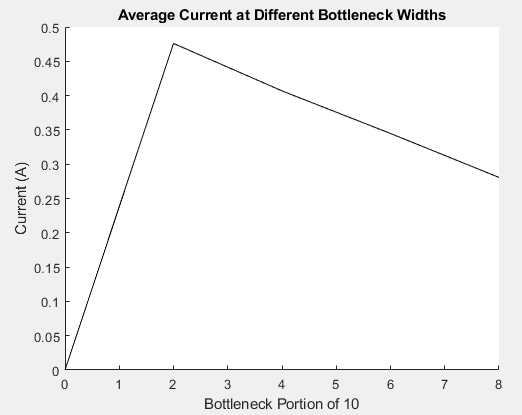 Average Current at Different Bottleneck Widths
0.5
0.45
0.4
0.35
0.3
0.25
0.2
0.15
0.1
0.05
0
Current (A)
0 1 2 3 4 5 6 7 8
Bottleneck Portion of 10